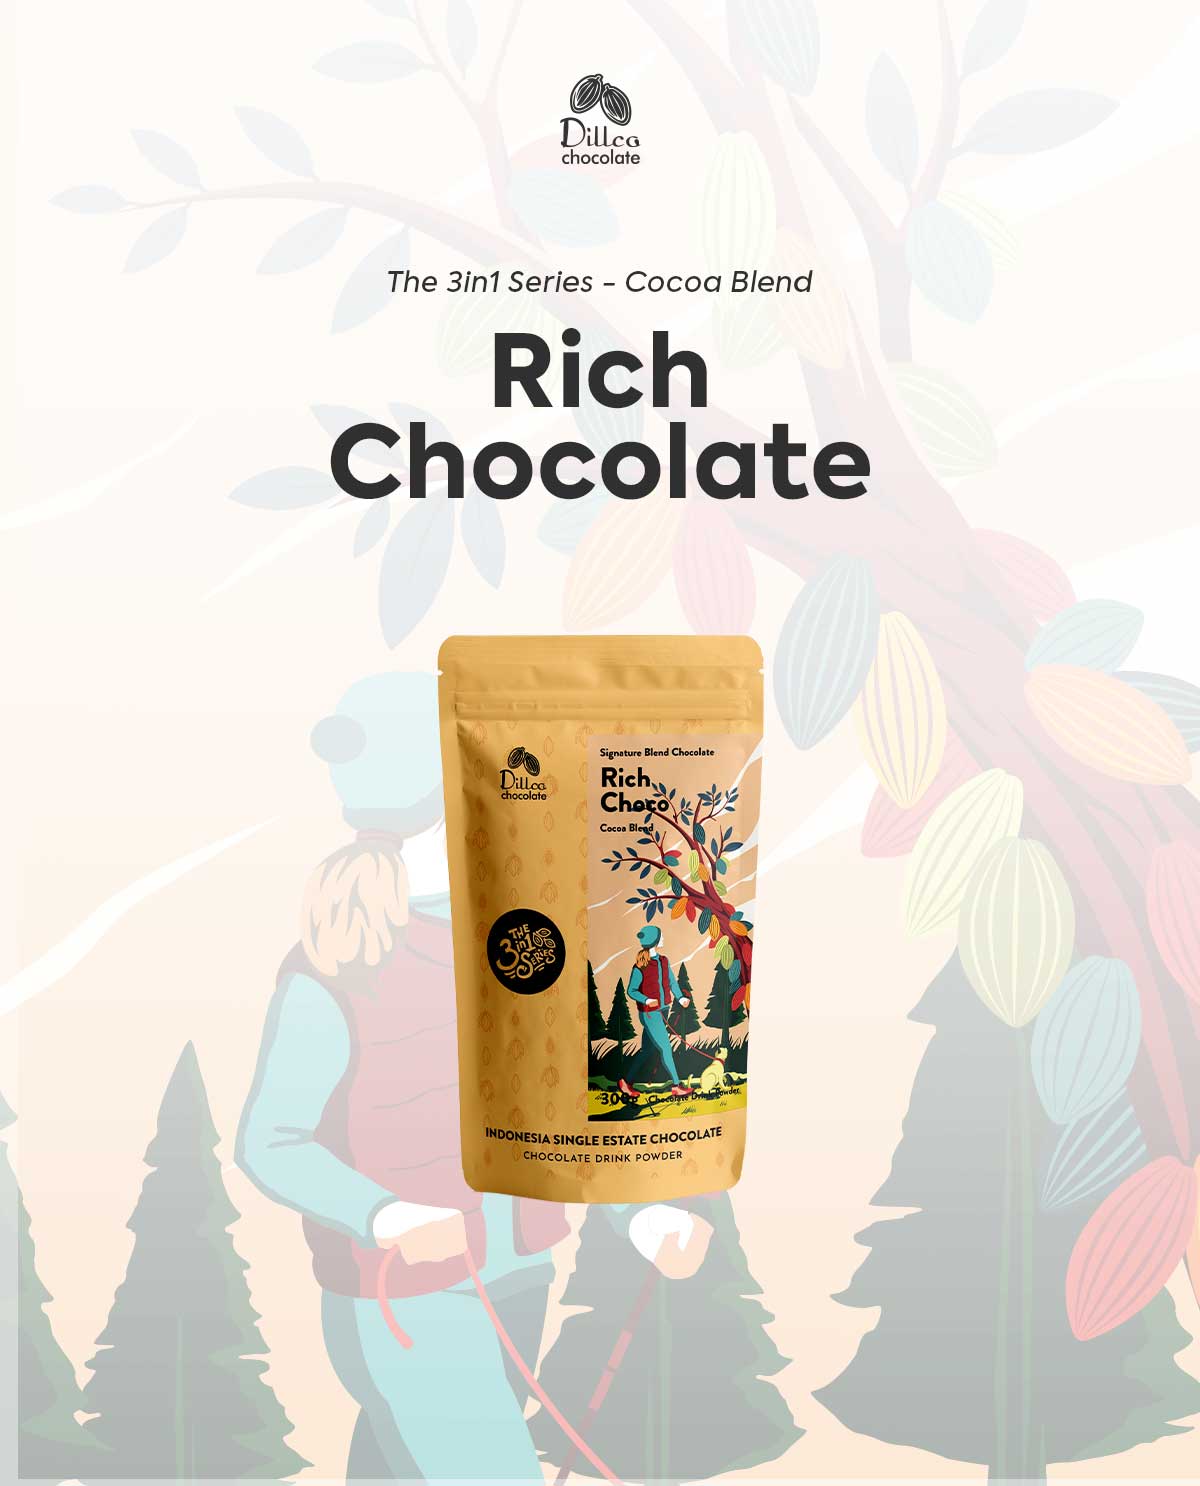 Dillco
chocolate
The 3in1 Series - Cocoa Blend
Rich
Chocolate
Signature Blend Chocolate
Rich
Choco
Cocoa Blend
Dillco
chocolate
THE
3in1
SERIES
300g Chocolate Drink Powder
INDONESIA SINGLE ESTATE CHOCOLATE
CHOCOLATE DRINK POWDER